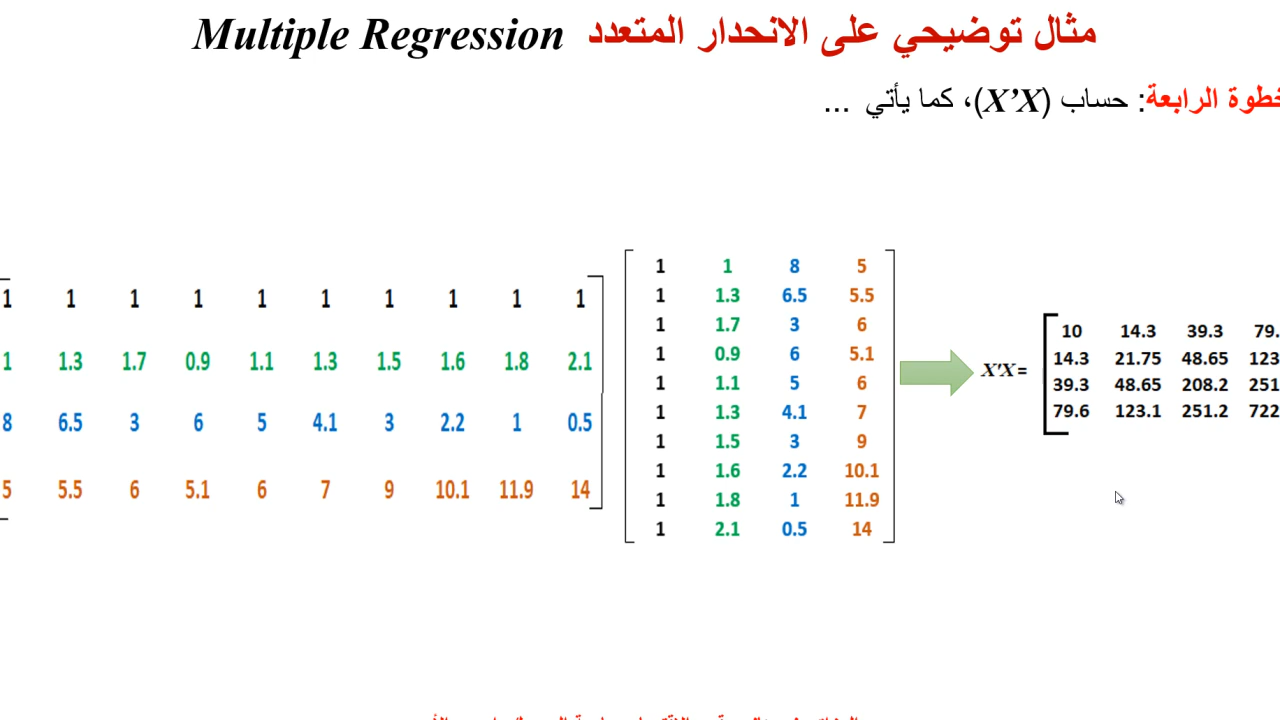 مثال توضيحي على الانحدار المتعدد Multiple Regression
الرابعة: حساب (X’X)، كما يأتي ...
1 1 1 1 1 1 1 1 1 1
1 1.3 1.7 0.9 1.1 1.3 1.5 1.6 1.8 2.1
8 6.5 3 6 5 4.1 3 2.2 1 0.5
5 5.5 6 5.1 6 7 9 10.1 11.9 14
1 1 8 5
1 1.3 6.5 5.5
1 1.7 3 6
1 0.9 6 5.1
1 1.1 5 6
1 1.3 4.1 7
1 1.5 3 9
1 1.6 2.2 10.1
1 1.8 1 11.9
1 2.1 0.5 14
X'X=
10 14.3 39.3 79.
14.3 21.75 48.65 123
39.3 48.65 208.2 251
79.6 123.1 251.2 722